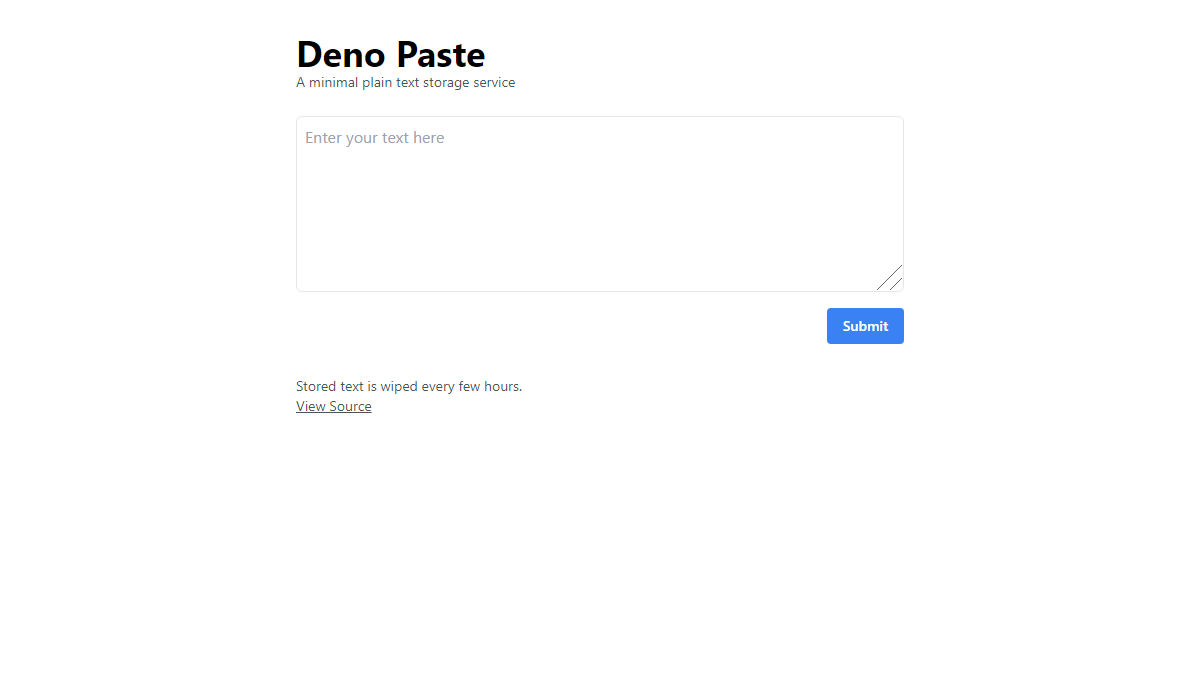 Deno Paste
A minimal plain text storage service
Enter your text here
Submit
Stored text is wiped every few hours.
View Source